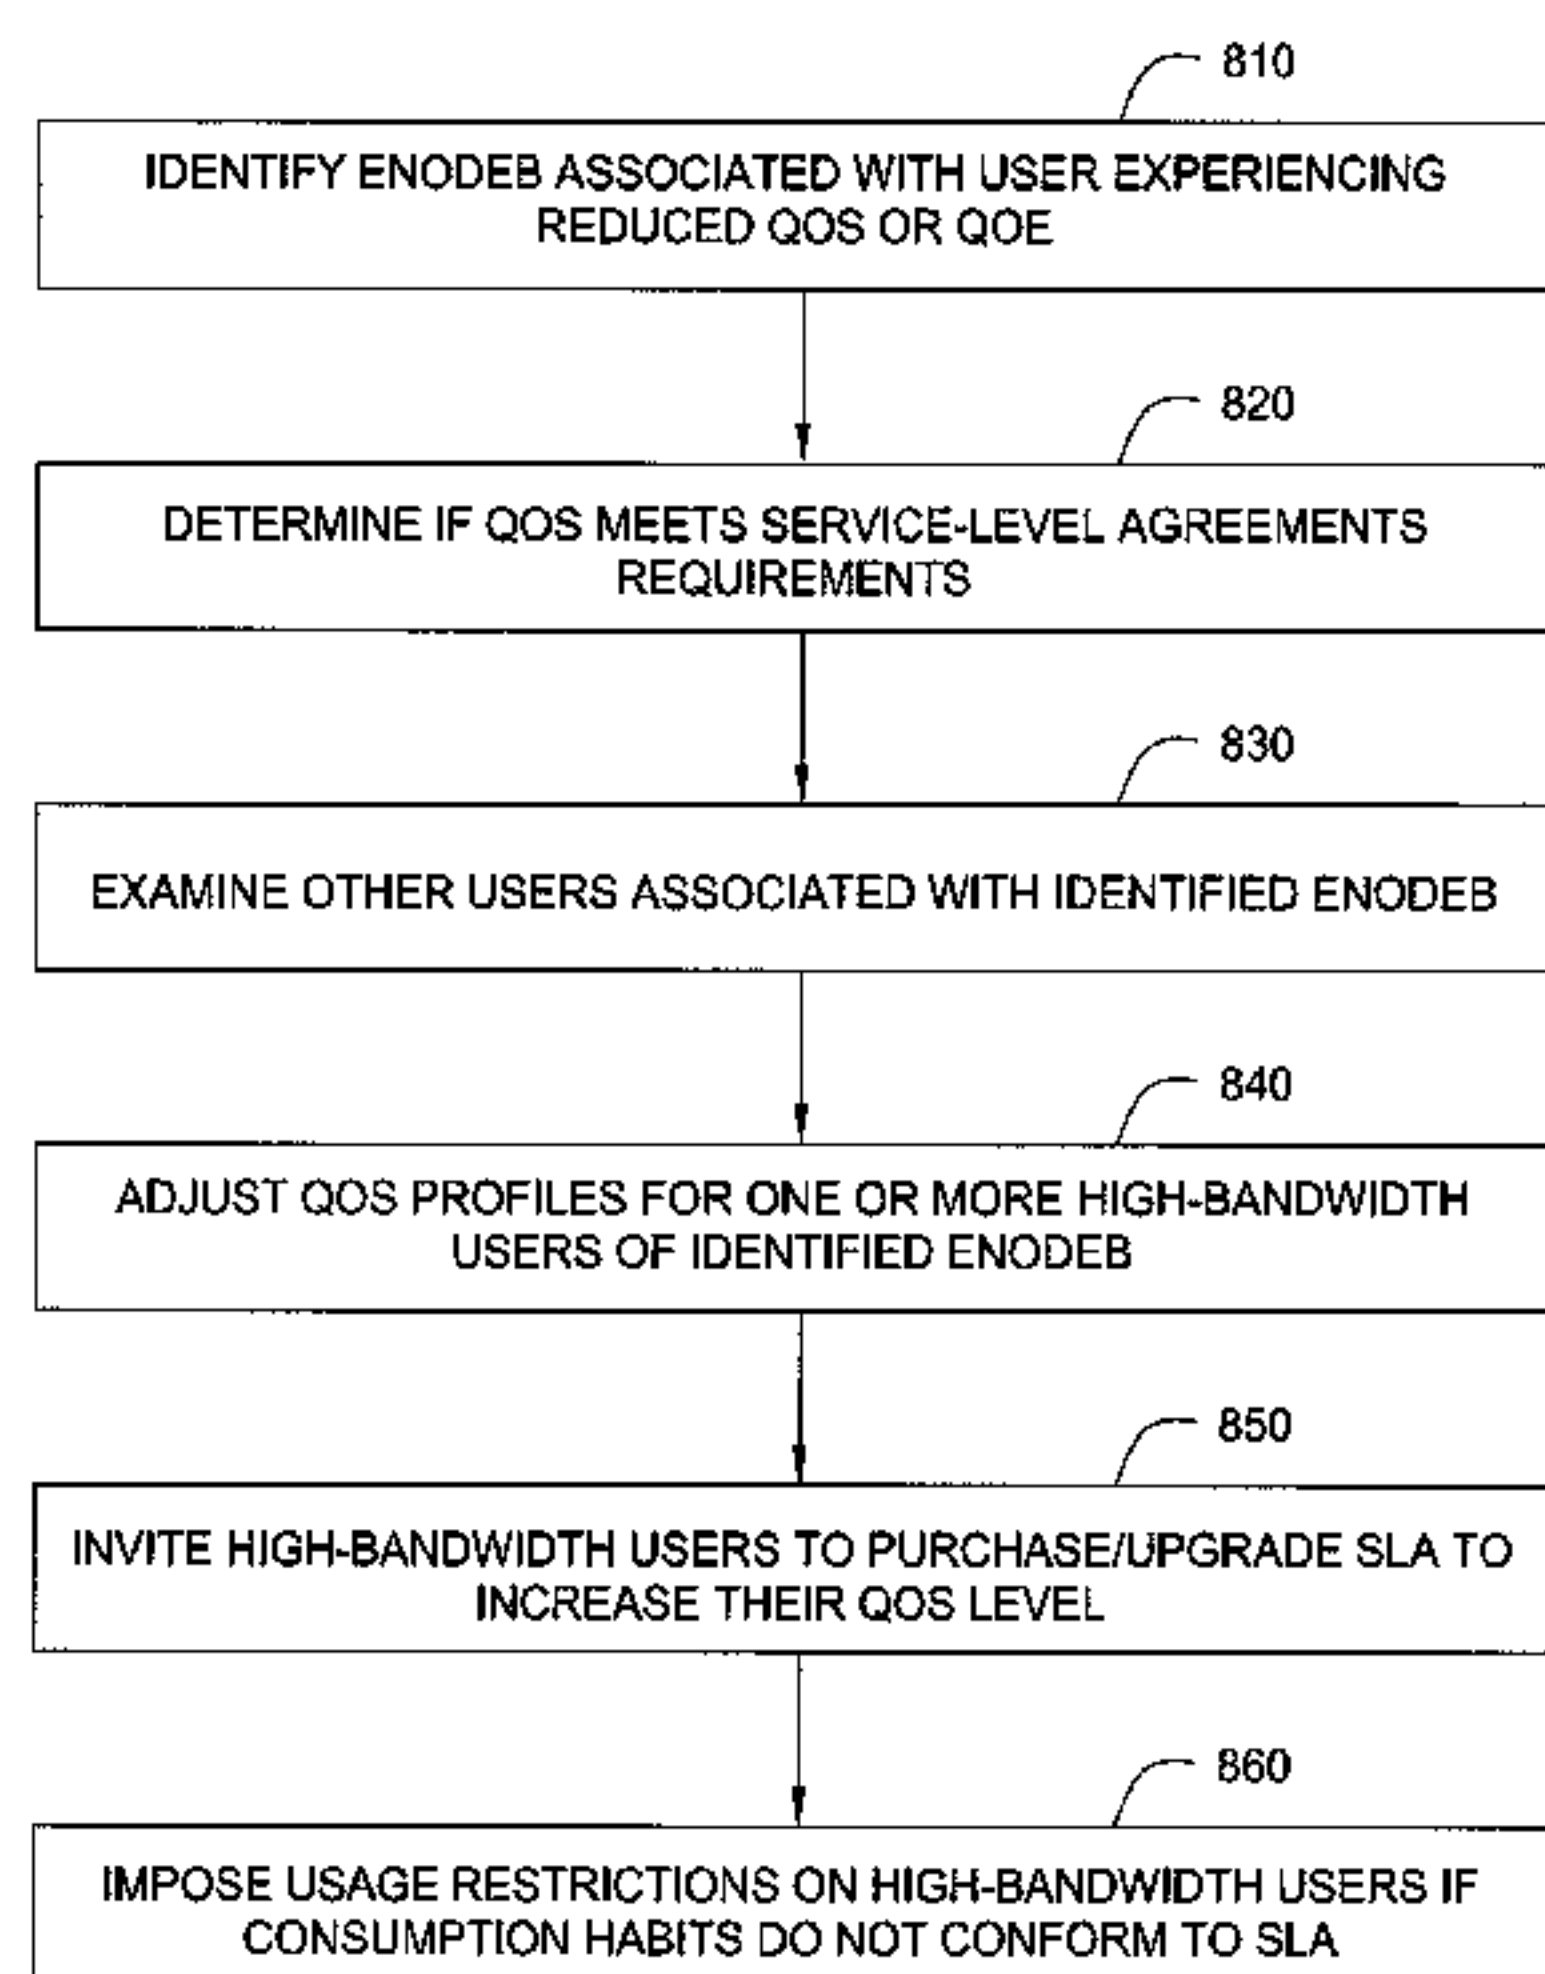 810
IDENTIFY ENODEB ASSOCIATED WITH USER EXPERIENCING
REDUCED QOS OR QOE
820
DETERMINE IF QOS MEETS SERVICE-LEVEL AGREEMENTS
REQUIREMENTS
830
EXAMINE OTHER USERS ASSOCIATED WITH IDENTIFIED ENODEB
840
ADJUST QOS PROFILES FOR ONE OR MORE HIGH-BANDWIDTH
USERS OF IDENTIFIED ENODEB
850
INVITE HIGH-BANDWIDTH USERS TO PURCHASE/UPGRADE SLA TO
INCREASE THEIR QOS LEVEL
860
IMPOSE USAGE RESTRICTIONS ON HIGH-BANDWIDTH USERS IF
CONSUMPTION HABITS DO NOT CONFORM TO SLA